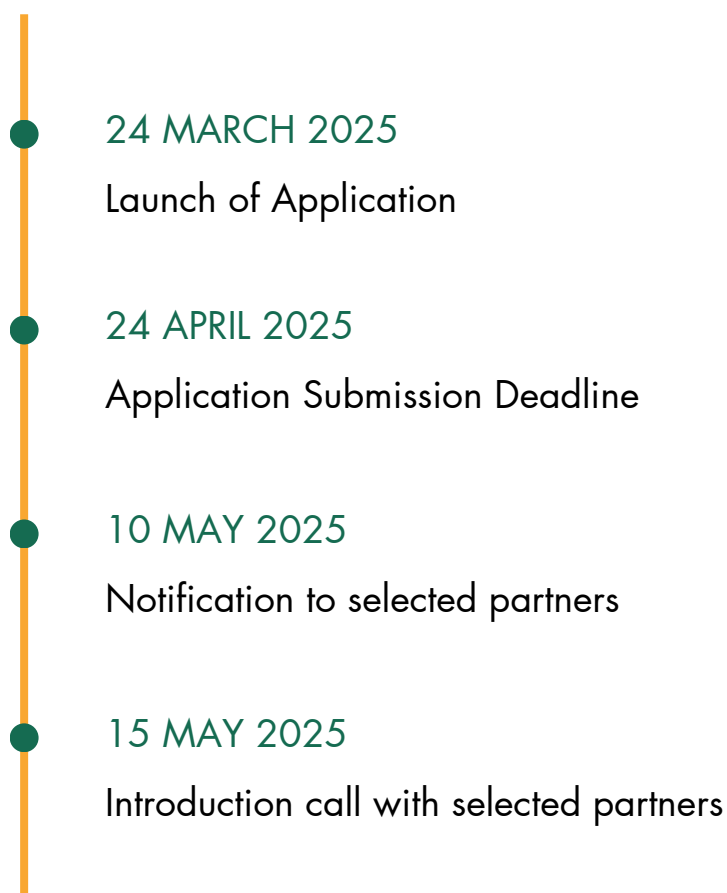 24 MARCH 2025
Launch of Application
24 APRIL 2025
Application Submission Deadline
10 MAY 2025
Notification to selected partners
15 MAY 2025
Introduction call with selected partners